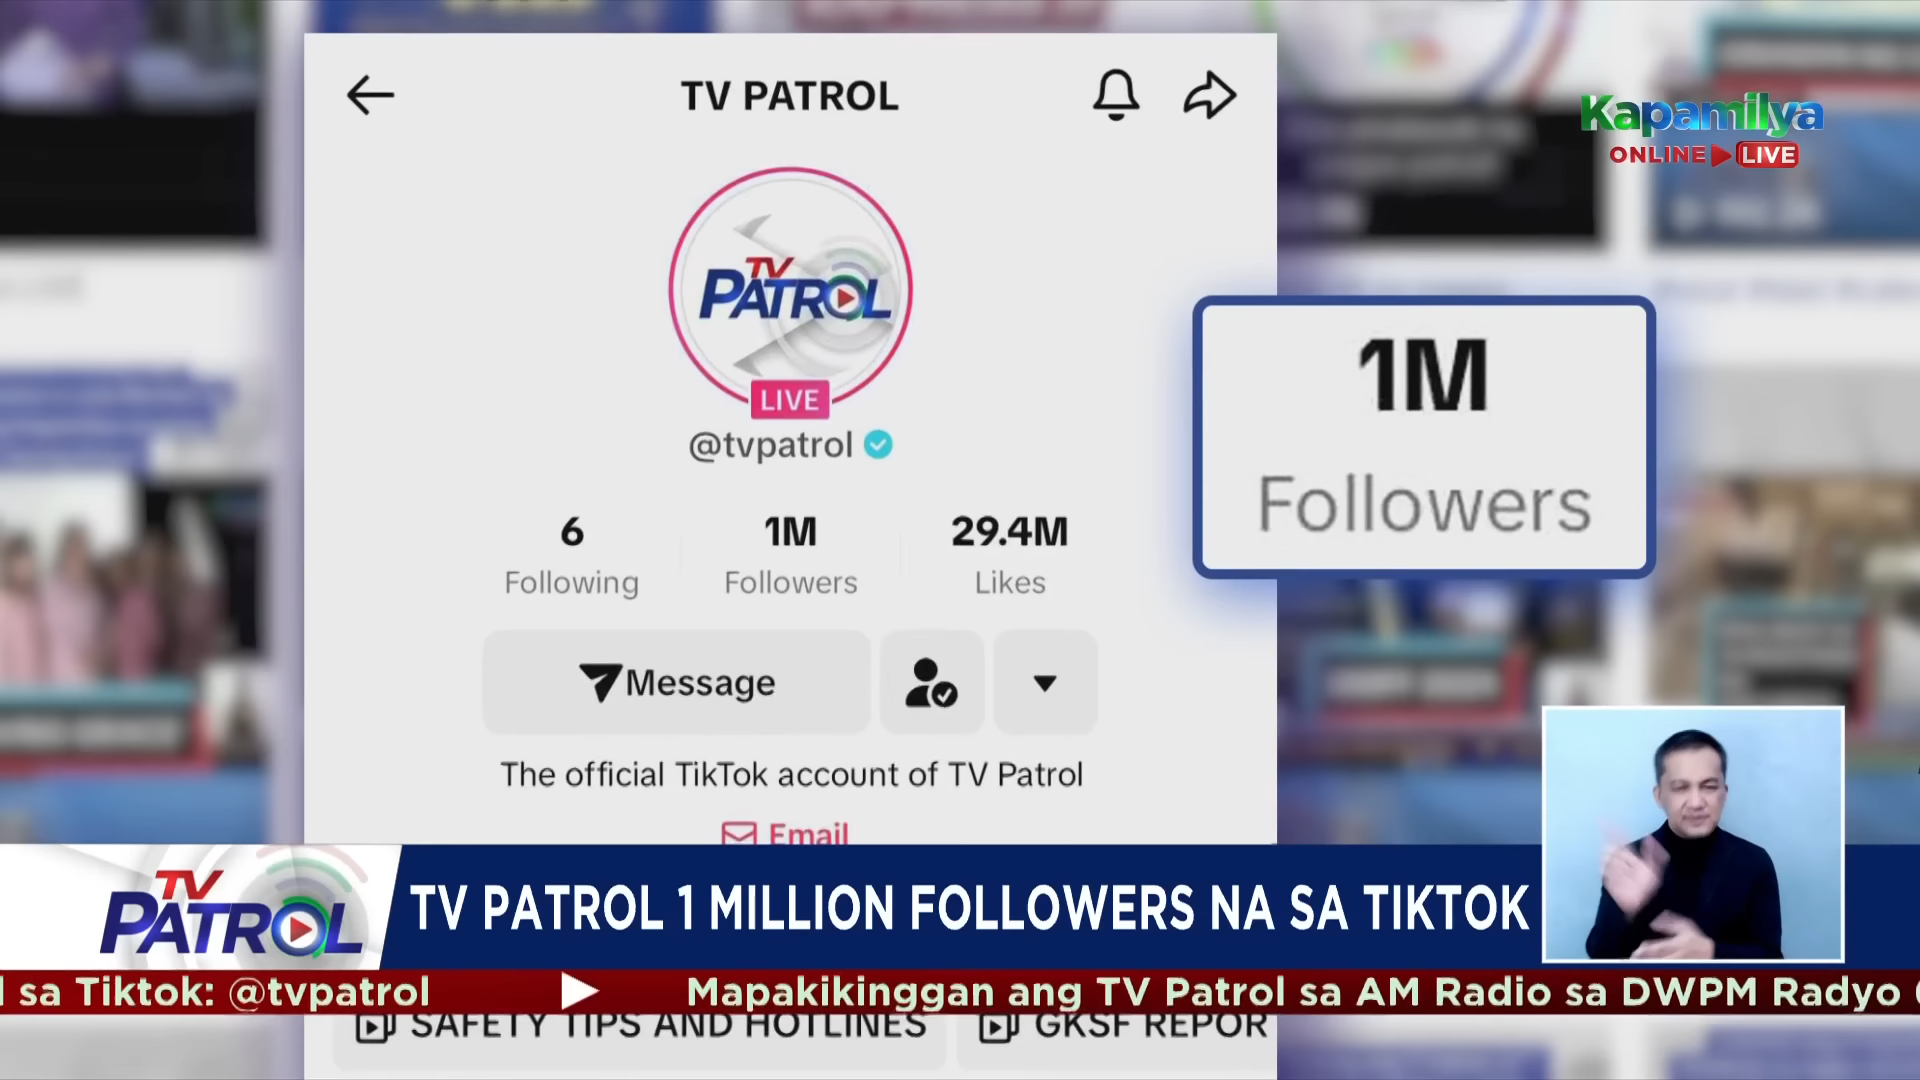 TV PATROL
Kapamilya
ONLINE LIVE
TV
PATROL
LIVE
@tvpatrol
6
Following
1M
Followers
29.4M
Likes
1M
Followers
Message
The official TikTok account of TV Patrol
Email
TV
PATROL
TV PATROL 1 MILLION FOLLOWERS NA SA TIKTOK
sa Tiktok: @tvpatrol
Mapakikinggan ang TV Patrol sa AM Radio sa DWPM Radyo
SAFETY TIPS AND HOTLINES
GKSF REPOR